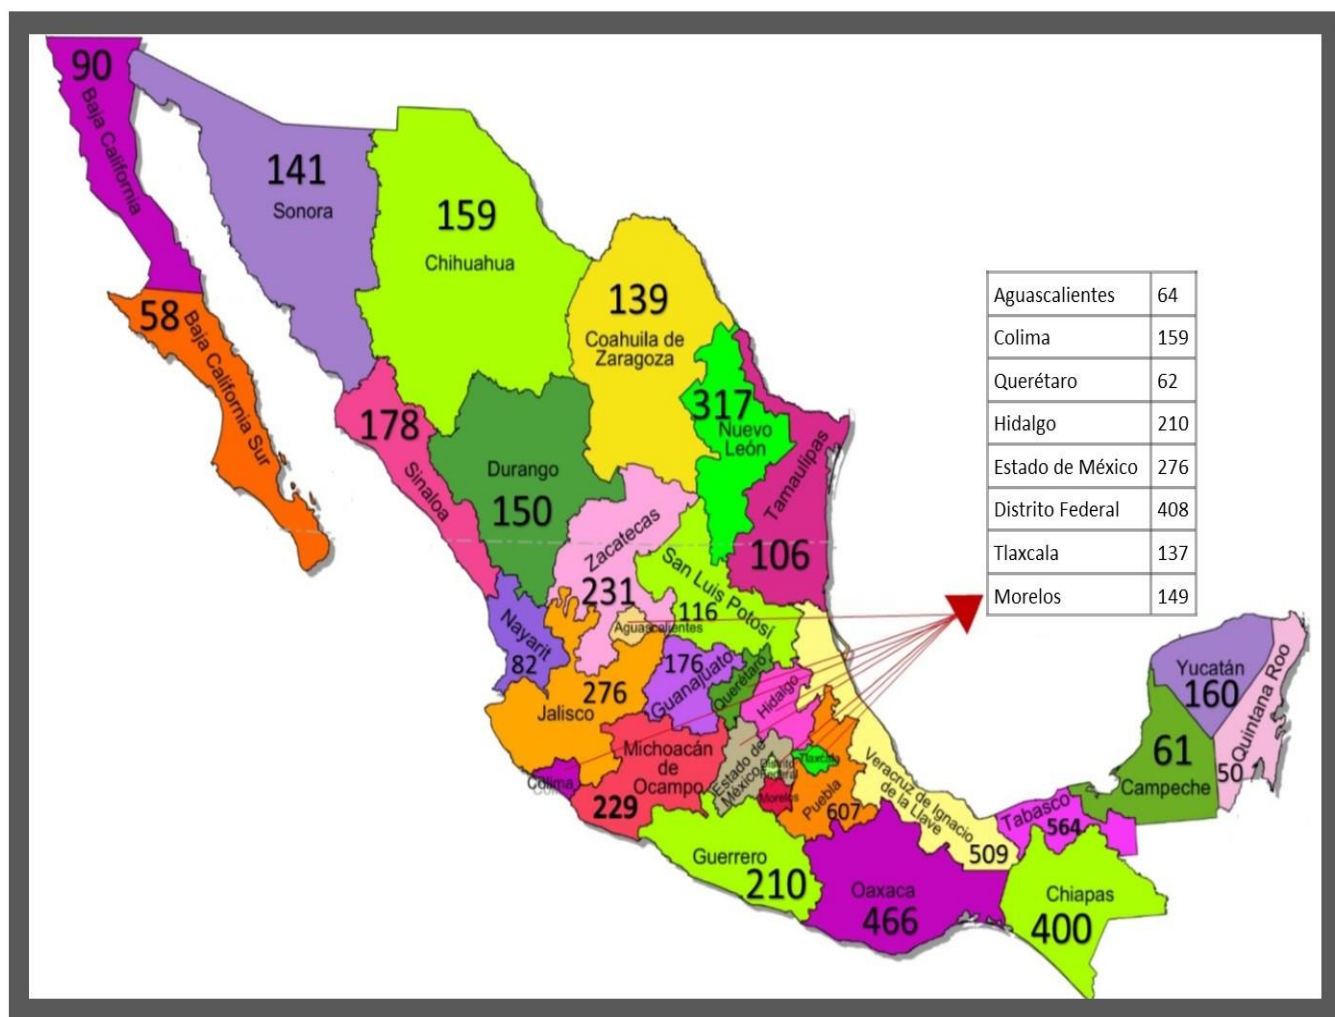 90
Baja California
141
Sonora
159
Chihuahua
58
Baja California Sur
139
Coahuila de
Zaragoza
178
Sinaloa
Durango
150
317
Nuevo
León
Tamaulipas
106
Zacatecas
231
San Luis Potosí
116
Aguascalientes
Nayarit
82
276
Jalisco
176
Guanajuato
Querétaro
Hidalgo
Colima
Michoacán
de
Ocampo
229
Estado de
México
Distrito
Federal
Tlaxcala
Morelos
Puebla
607
Veracruz de Ignacio
de la Llave
509
Guerrero
210
Oaxaca
466
Tabasco
564
Chiapas
400
61
Campeche
Yucatán
160
Quintana Roo
50
Aguascalientes 64
Colima 159
Querétaro 62
Hidalgo 210
Estado de México 276
Distrito Federal 408
Tlaxcala 137
Morelos 149